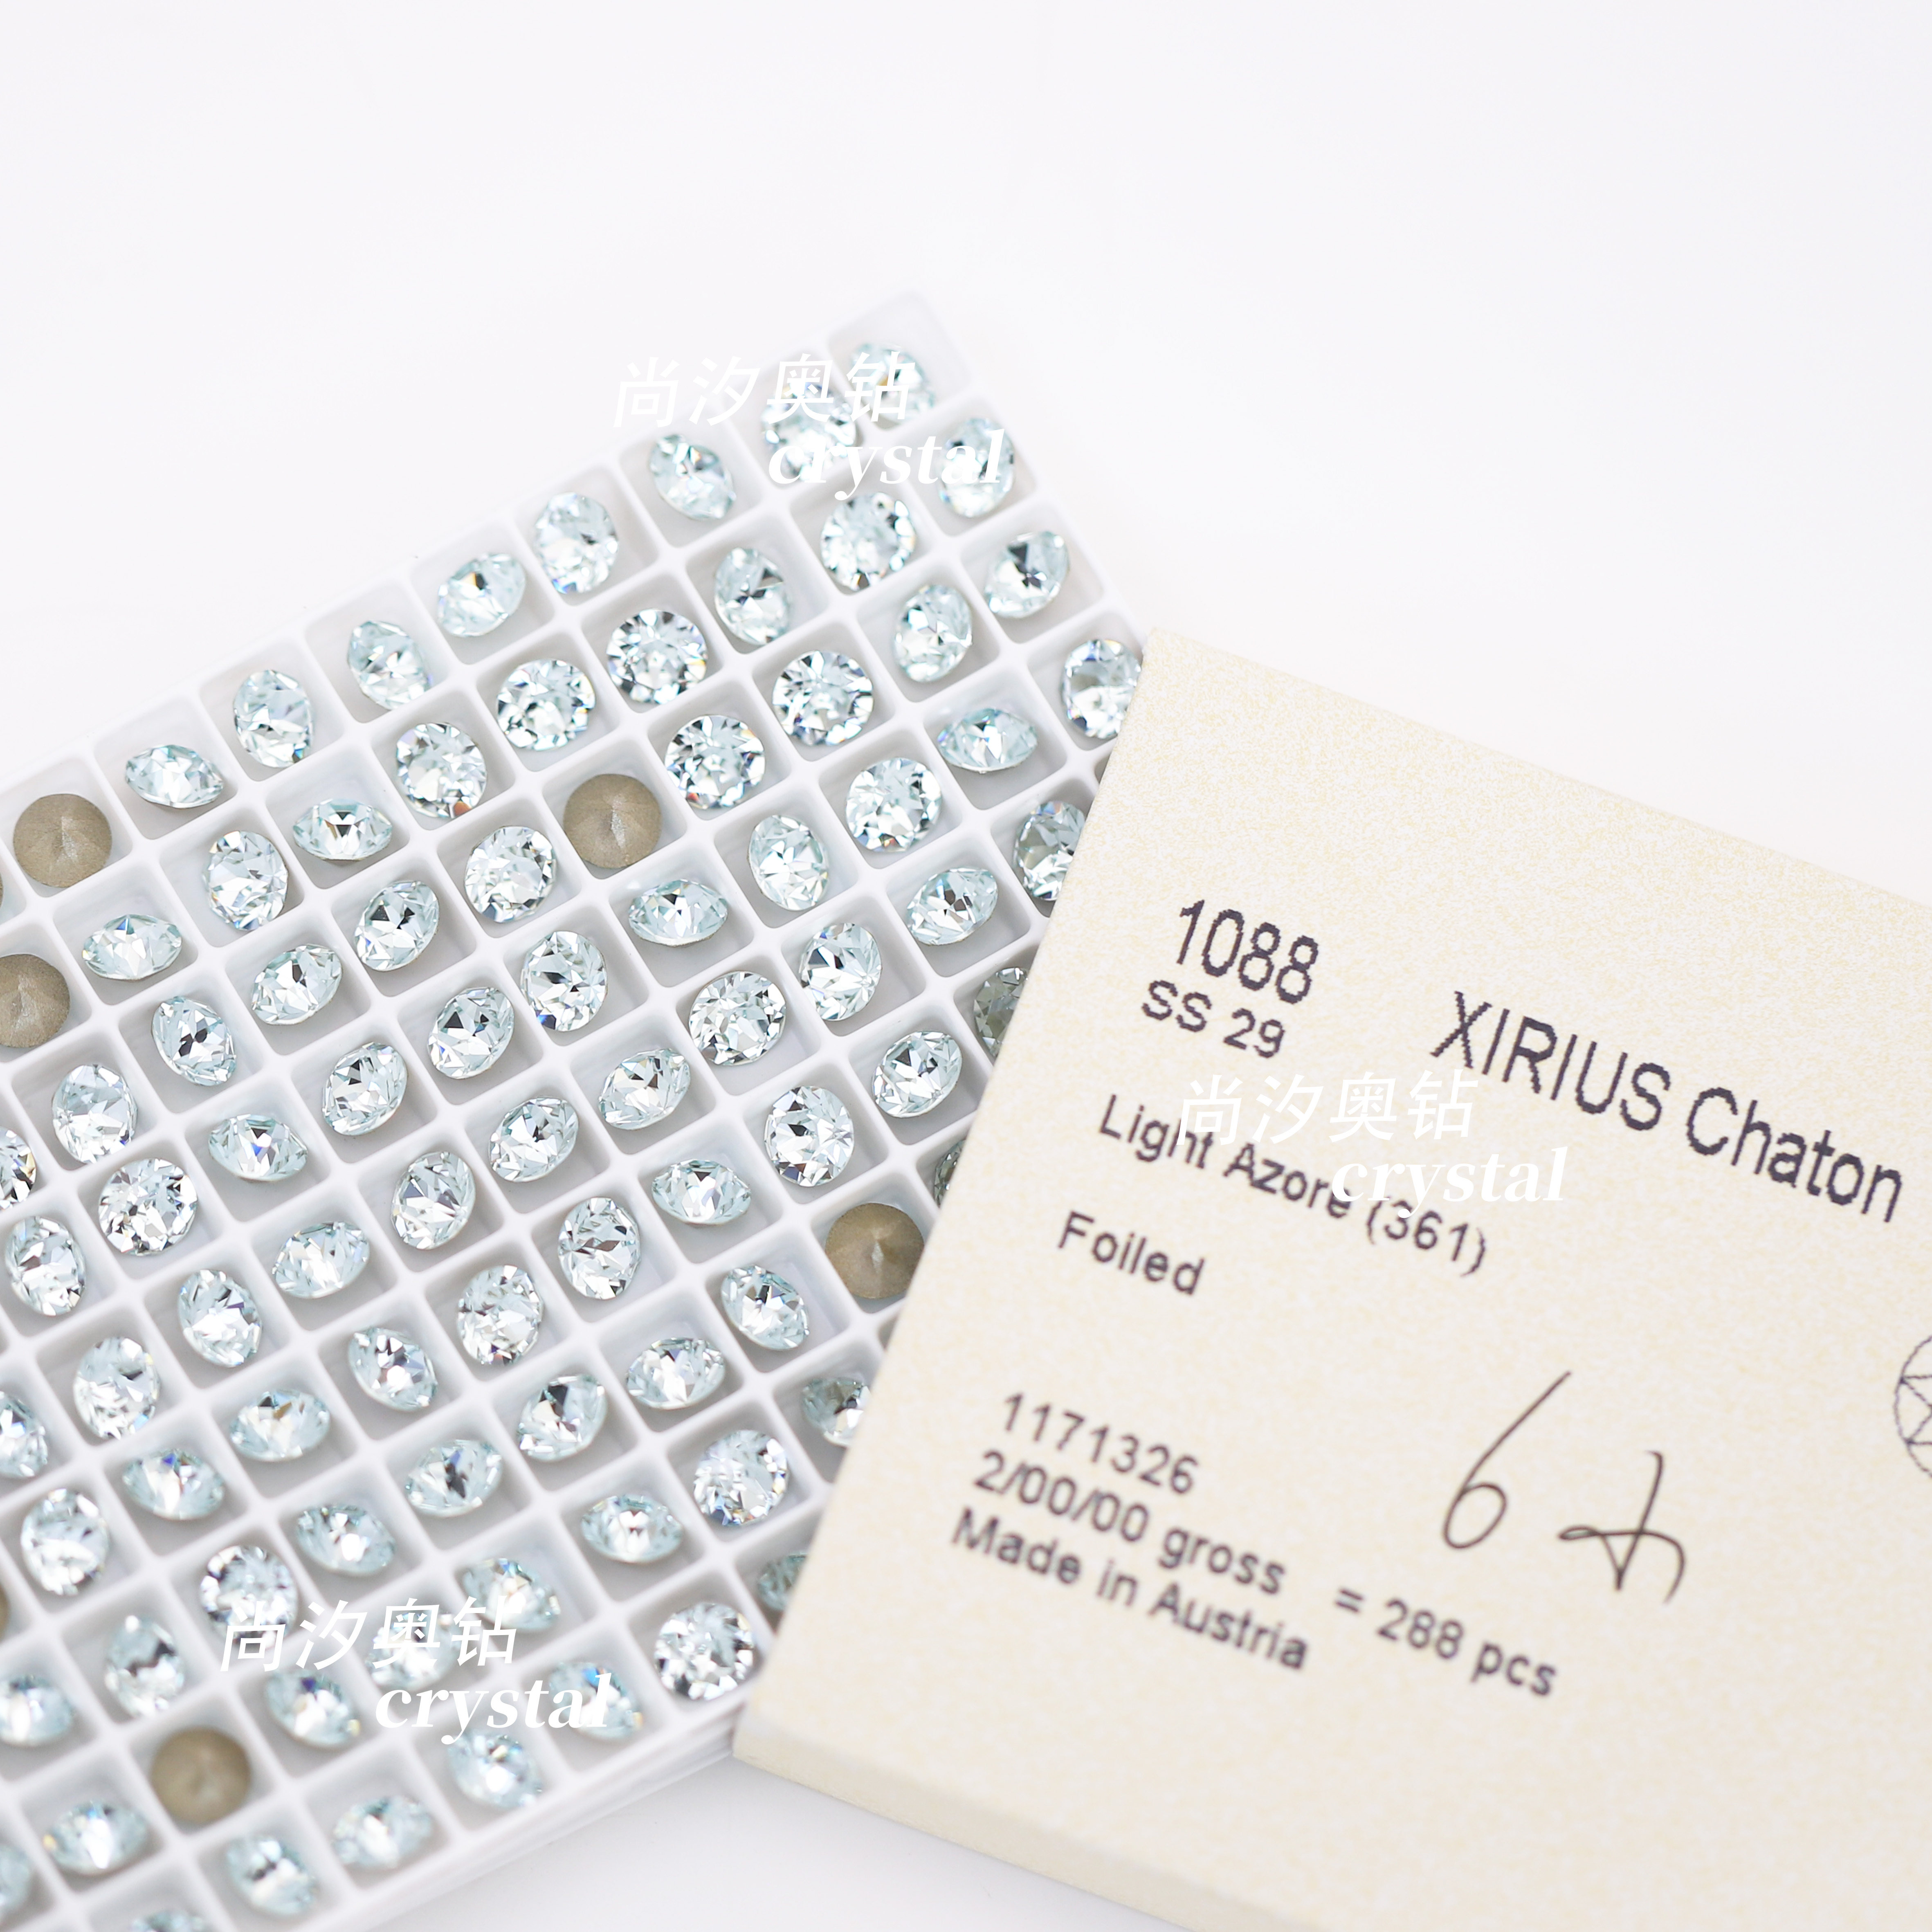 尚汐奥钻
crystal
1088
SS 29
XIRIUS Chaton
尚汐奥钻
crystal
Light Azore (361)
Foiled
1171326
2/00/00 gross = 288 pcs
Made in Austria
6
尚汐奥钻
crystal